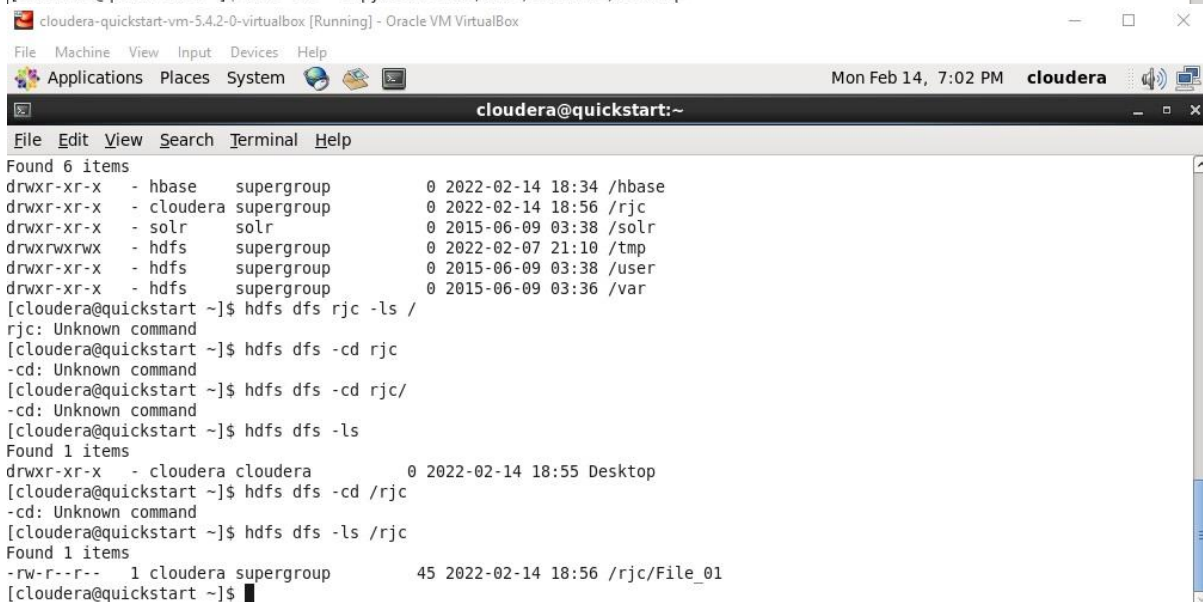 cloudera-quickstart-vm-5.4.2-0-virtualbox [Running] - Oracle VM VirtualBox
File Machine View Input Devices Help
Applications Places System Mon Feb 14, 7:02 PM cloudera
cloudera@quickstart:~
File Edit View Search Terminal Help
Found 6 items
drwxr-xr-x   - hbase    supergroup          0 2022-02-14 18:34 /hbase
drwxr-xr-x   - cloudera supergroup          0 2022-02-14 18:56 /rjc
drwxr-xr-x   - solr     solr                0 2015-06-09 03:38 /solr
drwxrwxrwx   - hdfs     supergroup          0 2022-02-07 21:10 /tmp
drwxr-xr-x   - hdfs     supergroup          0 2015-06-09 03:38 /user
drwxr-xr-x   - hdfs     supergroup          0 2015-06-09 03:36 /var
[cloudera@quickstart ~]$ hdfs dfs rjc -ls /
rjc: Unknown command
[cloudera@quickstart ~]$ hdfs dfs -cd rjc
-cd: Unknown command
[cloudera@quickstart ~]$ hdfs dfs -cd rjc/
-cd: Unknown command
[cloudera@quickstart ~]$ hdfs dfs -ls
Found 1 items
drwxr-xr-x   - cloudera cloudera          0 2022-02-14 18:55 Desktop
[cloudera@quickstart ~]$ hdfs dfs -cd /rjc
-cd: Unknown command
[cloudera@quickstart ~]$ hdfs dfs -ls /rjc
Found 1 items
-rw-r--r--   1 cloudera supergroup         45 2022-02-14 18:56 /rjc/File_01
[cloudera@quickstart ~]$